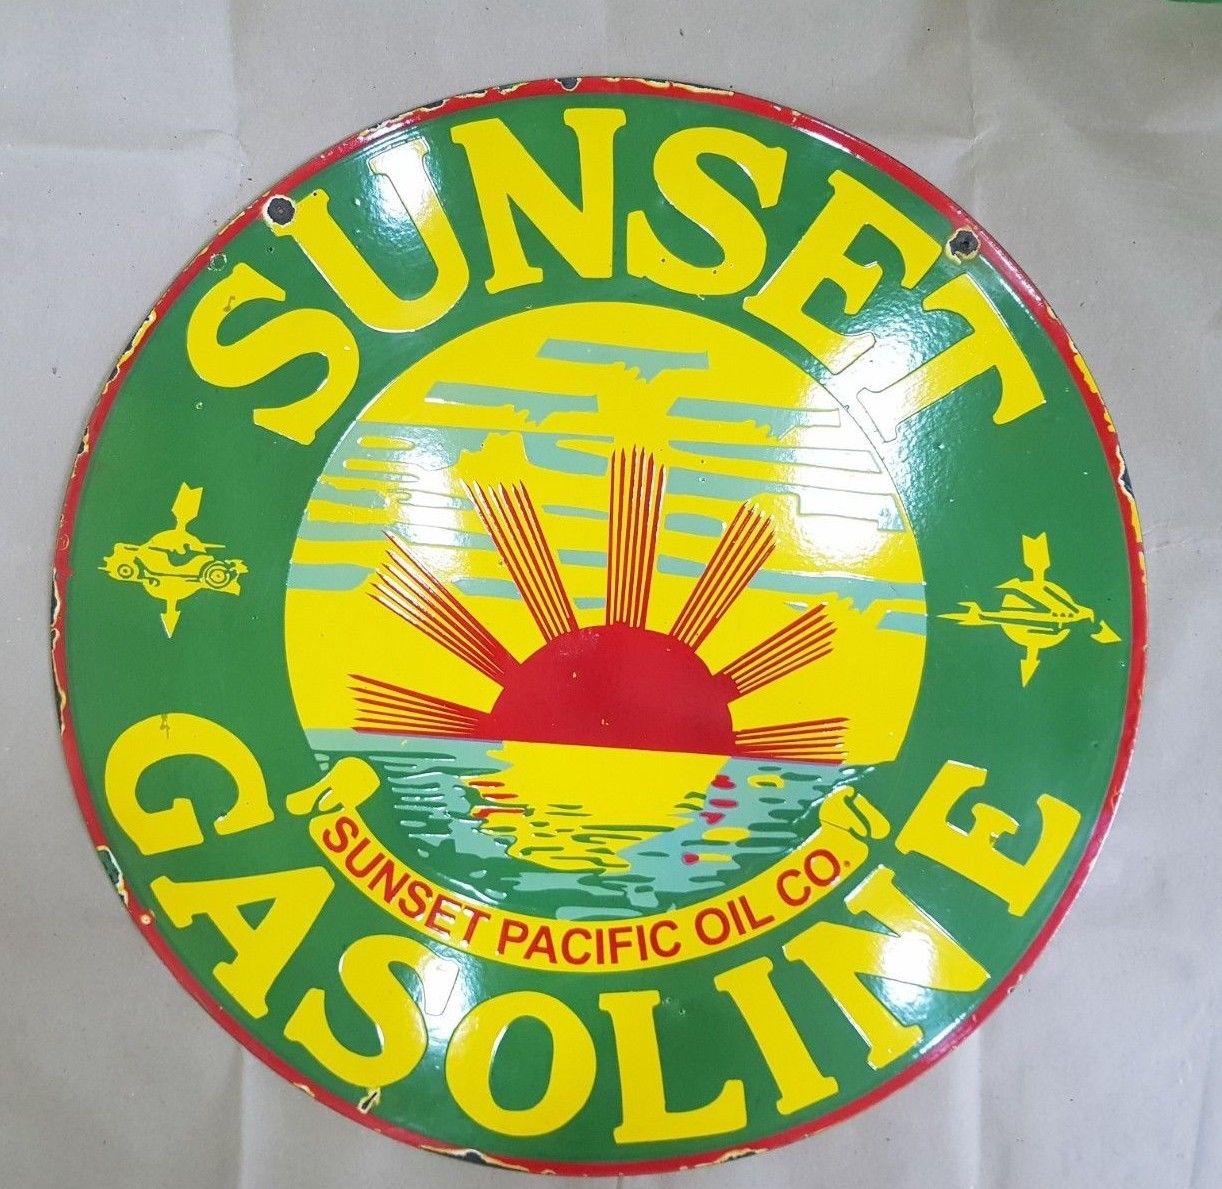 SUNSET
GASOLINE
SUNSET PACIFIC OIL CO.